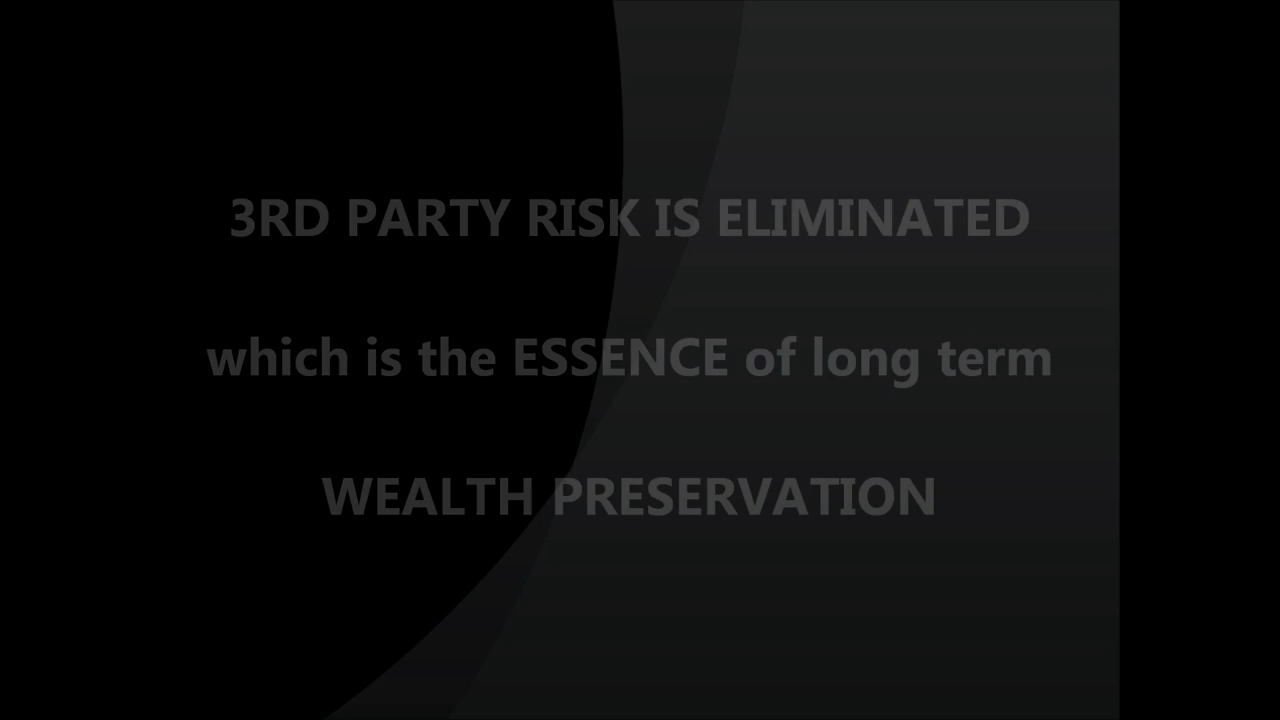 3RD PARTY RISK IS ELIMINATED
which is the ESSENCE of long term
WEALTH PRESERVATION